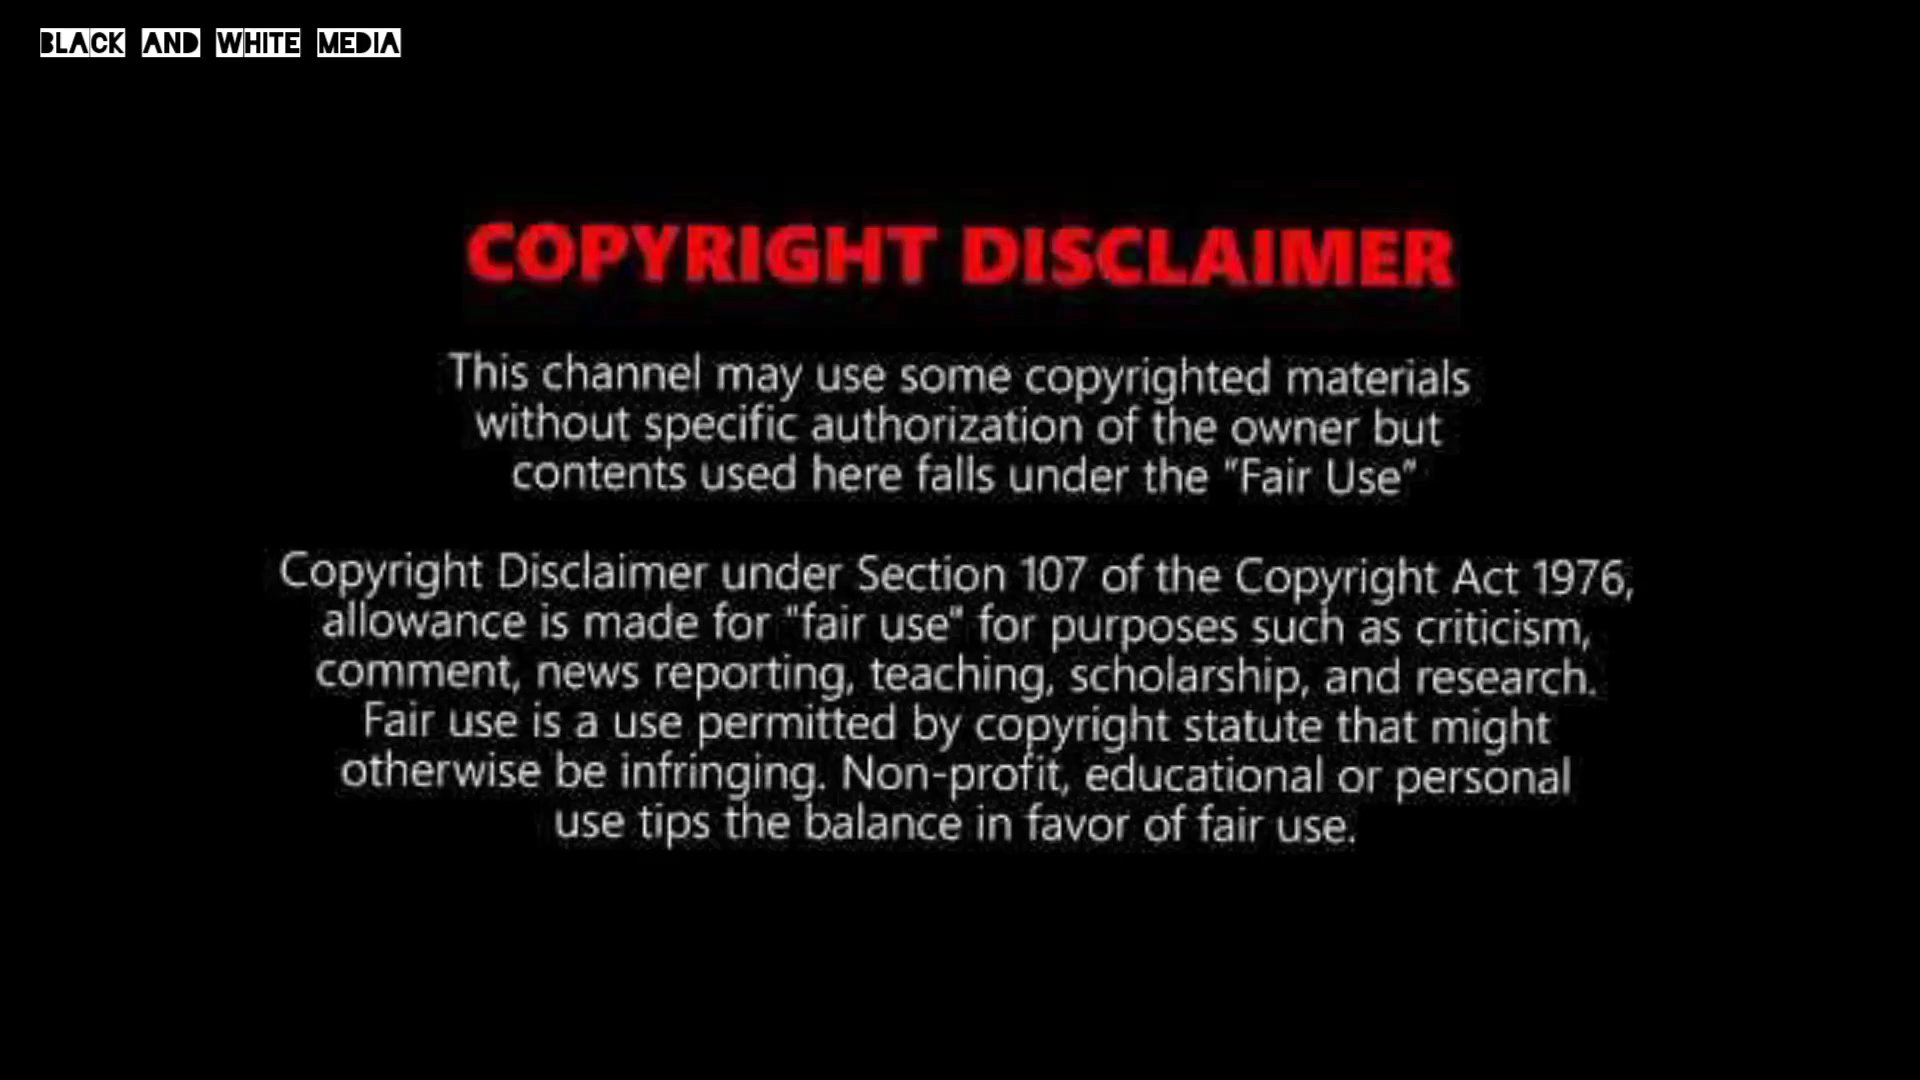 BLACK AND WHITE MEDIA
COPYRIGHT DISCLAIMER
This channel may use some copyrighted materials
without specific authorization of the owner but
contents used here falls under the "Fair Use"
Copyright Disclaimer under Section 107 of the Copyright Act 1976,
allowance is made for "fair use" for purposes such as criticism,
comment, news reporting, teaching, scholarship, and research.
Fair use is a use permitted by copyright statute that might
otherwise be infringing. Non-profit, educational or personal
use tips the balance in favor of fair use.